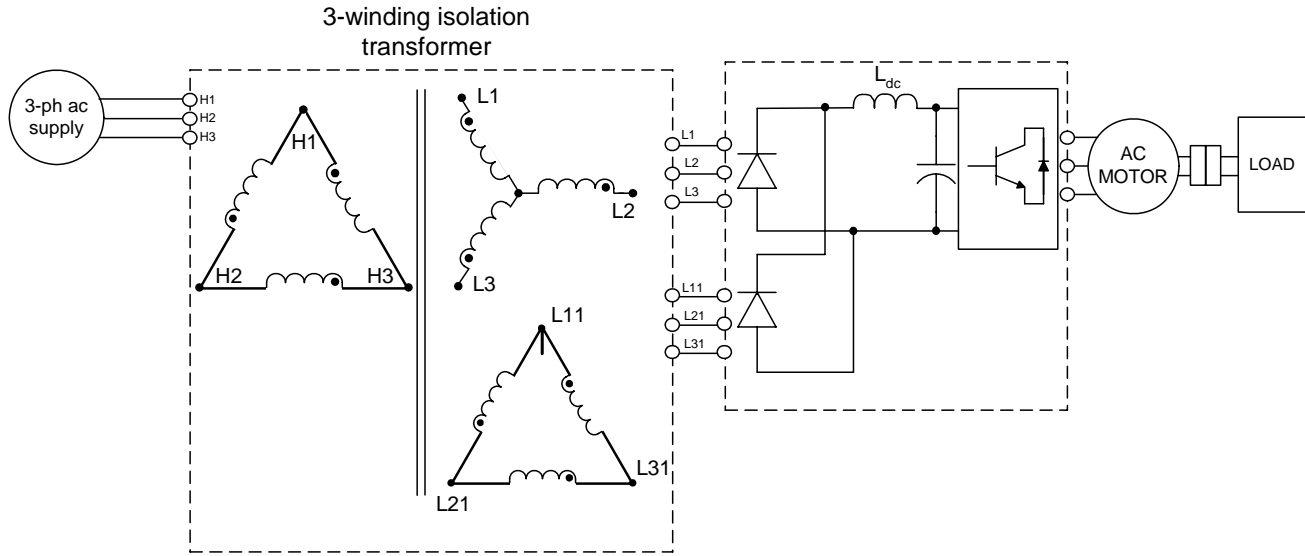 3-winding isolation
transformer
3-ph ac
supply
H1
H2
H3
H1
H2
H3
L1
L2
L3
L11
L21
L31
L1
L2
L3
L11
L21
L31
Ldc
AC
MOTOR
LOAD